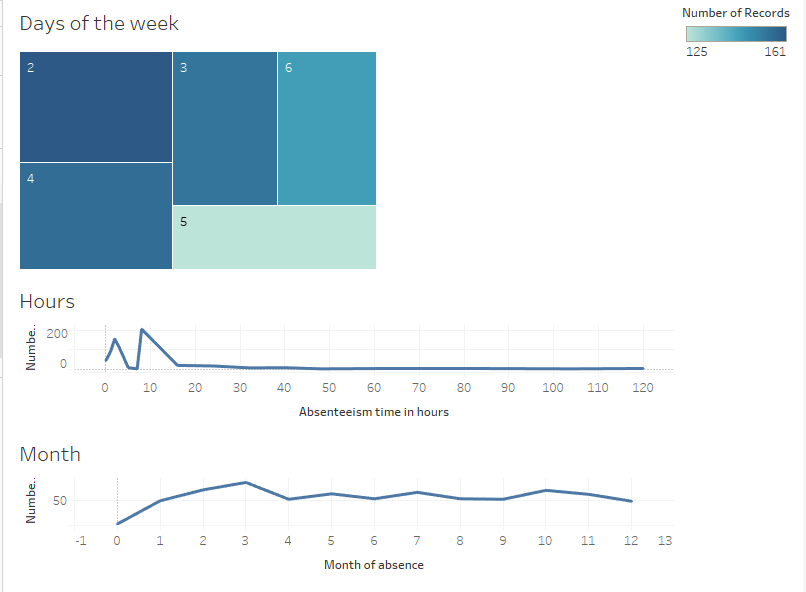 Days of the week
Number of Records
125 161
2
3
6
4
5
Hours
Numbe..
200
0
0 10 20 30 40 50 60 70 80 90 100 110 120
Absenteeism time in hours
Month
Numbe..
50
-1 0 1 2 3 4 5 6 7 8 9 10 11 12 13
Month of absence